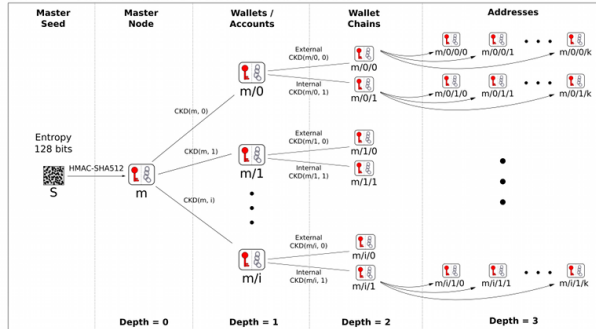 Master Seed
Master Node
Wallets / Accounts
Wallet Chains
Addresses
Entropy
128 bits
S
HMAC-SHA512
m
CKD(m, 0)
CKD(m, 1)
CKD(m, i)
m/0
m/1
m/i
External
CKD(m/0, 0)
Internal
CKD(m/0, 1)
External
CKD(m/1, 0)
Internal
CKD(m/1, 1)
External
CKD(m/i, 0)
Internal
CKD(m/i, 1)
m/0/0
m/0/1
m/1/0
m/1/1
m/i/0
m/i/1
m/0/0/0
m/0/0/1
m/0/0/k
m/0/1/0
m/0/1/1
m/0/1/k
m/i/1/0
m/i/1/1
m/i/1/k
Depth = 0
Depth = 1
Depth = 2
Depth = 3